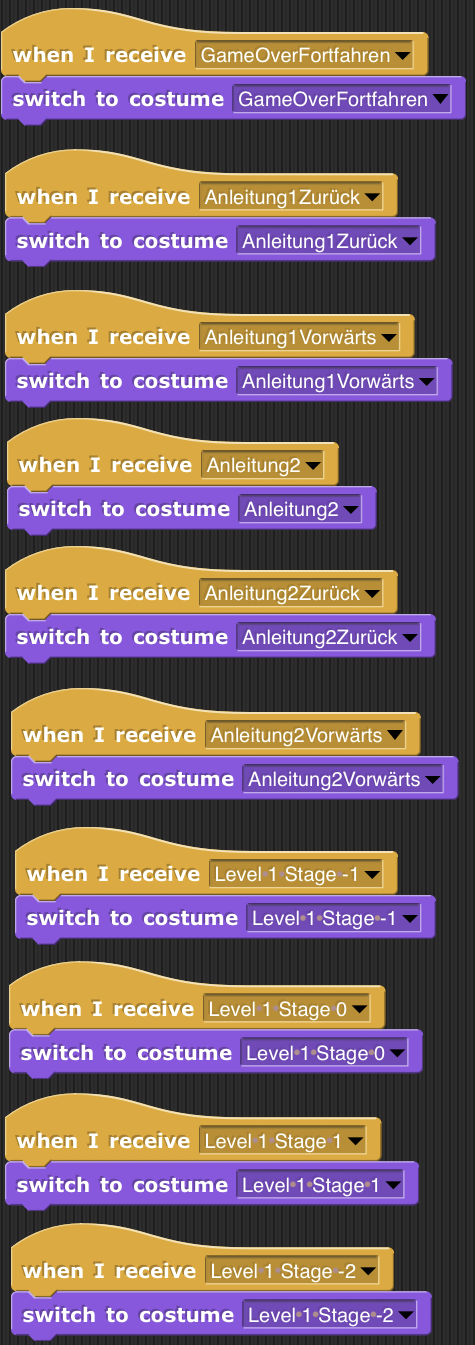 when I receive GameOverFortfahren
switch to costume GameOverFortfahren
when I receive Anleitung1Zurück
switch to costume Anleitung1Zurück
when I receive Anleitung1Vorwärts
switch to costume Anleitung1Vorwärts
when I receive Anleitung2
switch to costume Anleitung2
when I receive Anleitung2Zurück
switch to costume Anleitung2Zurück
when I receive Anleitung2Vorwärts
switch to costume Anleitung2Vorwärts
when I receive Level 1 Stage -1
switch to costume Level 1 Stage -1
when I receive Level 1 Stage 0
switch to costume Level 1 Stage 0
when I receive Level 1 Stage 1
switch to costume Level 1 Stage 1
when I receive Level 1 Stage -2
switch to costume Level 1 Stage -2